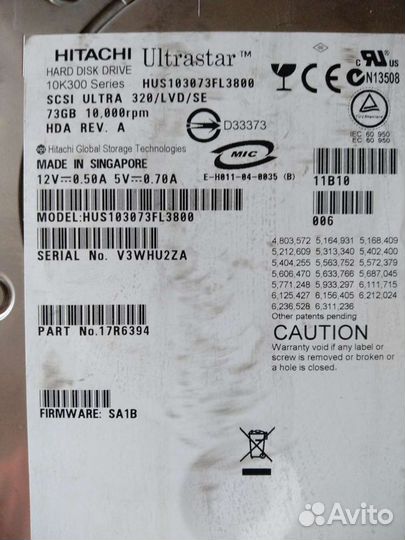 HITACHI Ultrastar™
HARD DISK DRIVE
10K300 Series HUS103073FL3800
SCSI ULTRA 320/LVD/SE
73GB 10,000rpm
HDA REV. A
D33373
N13508
IEC 60 950
EC 60 950
Hitachi Global Storage Technologies
MADE IN SINGAPORE
12V 0.50A 5V 0.70A
MIC
E-H011-04-0035 (B)
11B10
MODEL:HUS103073FL3800
006
SERIAL No. V3WHU2ZA
4,803,572 5,164,931 5,168,409
5,212,609 5,313,340 5,402,400
5,404,255 5,563,752 5,572,379
5,606,470 5,633,766 5,687,045
5,771,248 5,933,297 6,111,715
6,125,427 6,156,405 6,212,024
6,236,528 6,311,236
Other patents pending
PART No.17R6394
CAUTION
Warranty void if any label or
screw is removed or broken or
a hole is found.
FIRMWARE: SA1B
Avito